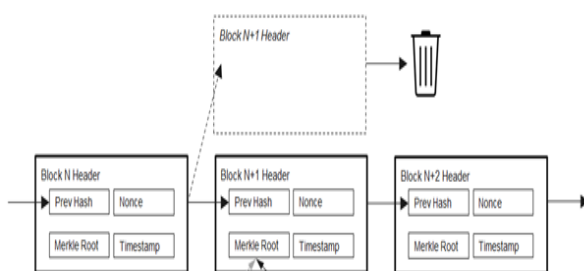 Block N+1 Header
Block N Header
Prev Hash Nonce
Merkle Root Timestamp
Block N+1 Header
Prev Hash Nonce
Merkle Root Timestamp
Block N+2 Header
Prev Hash Nonce
Merkle Root Timestamp